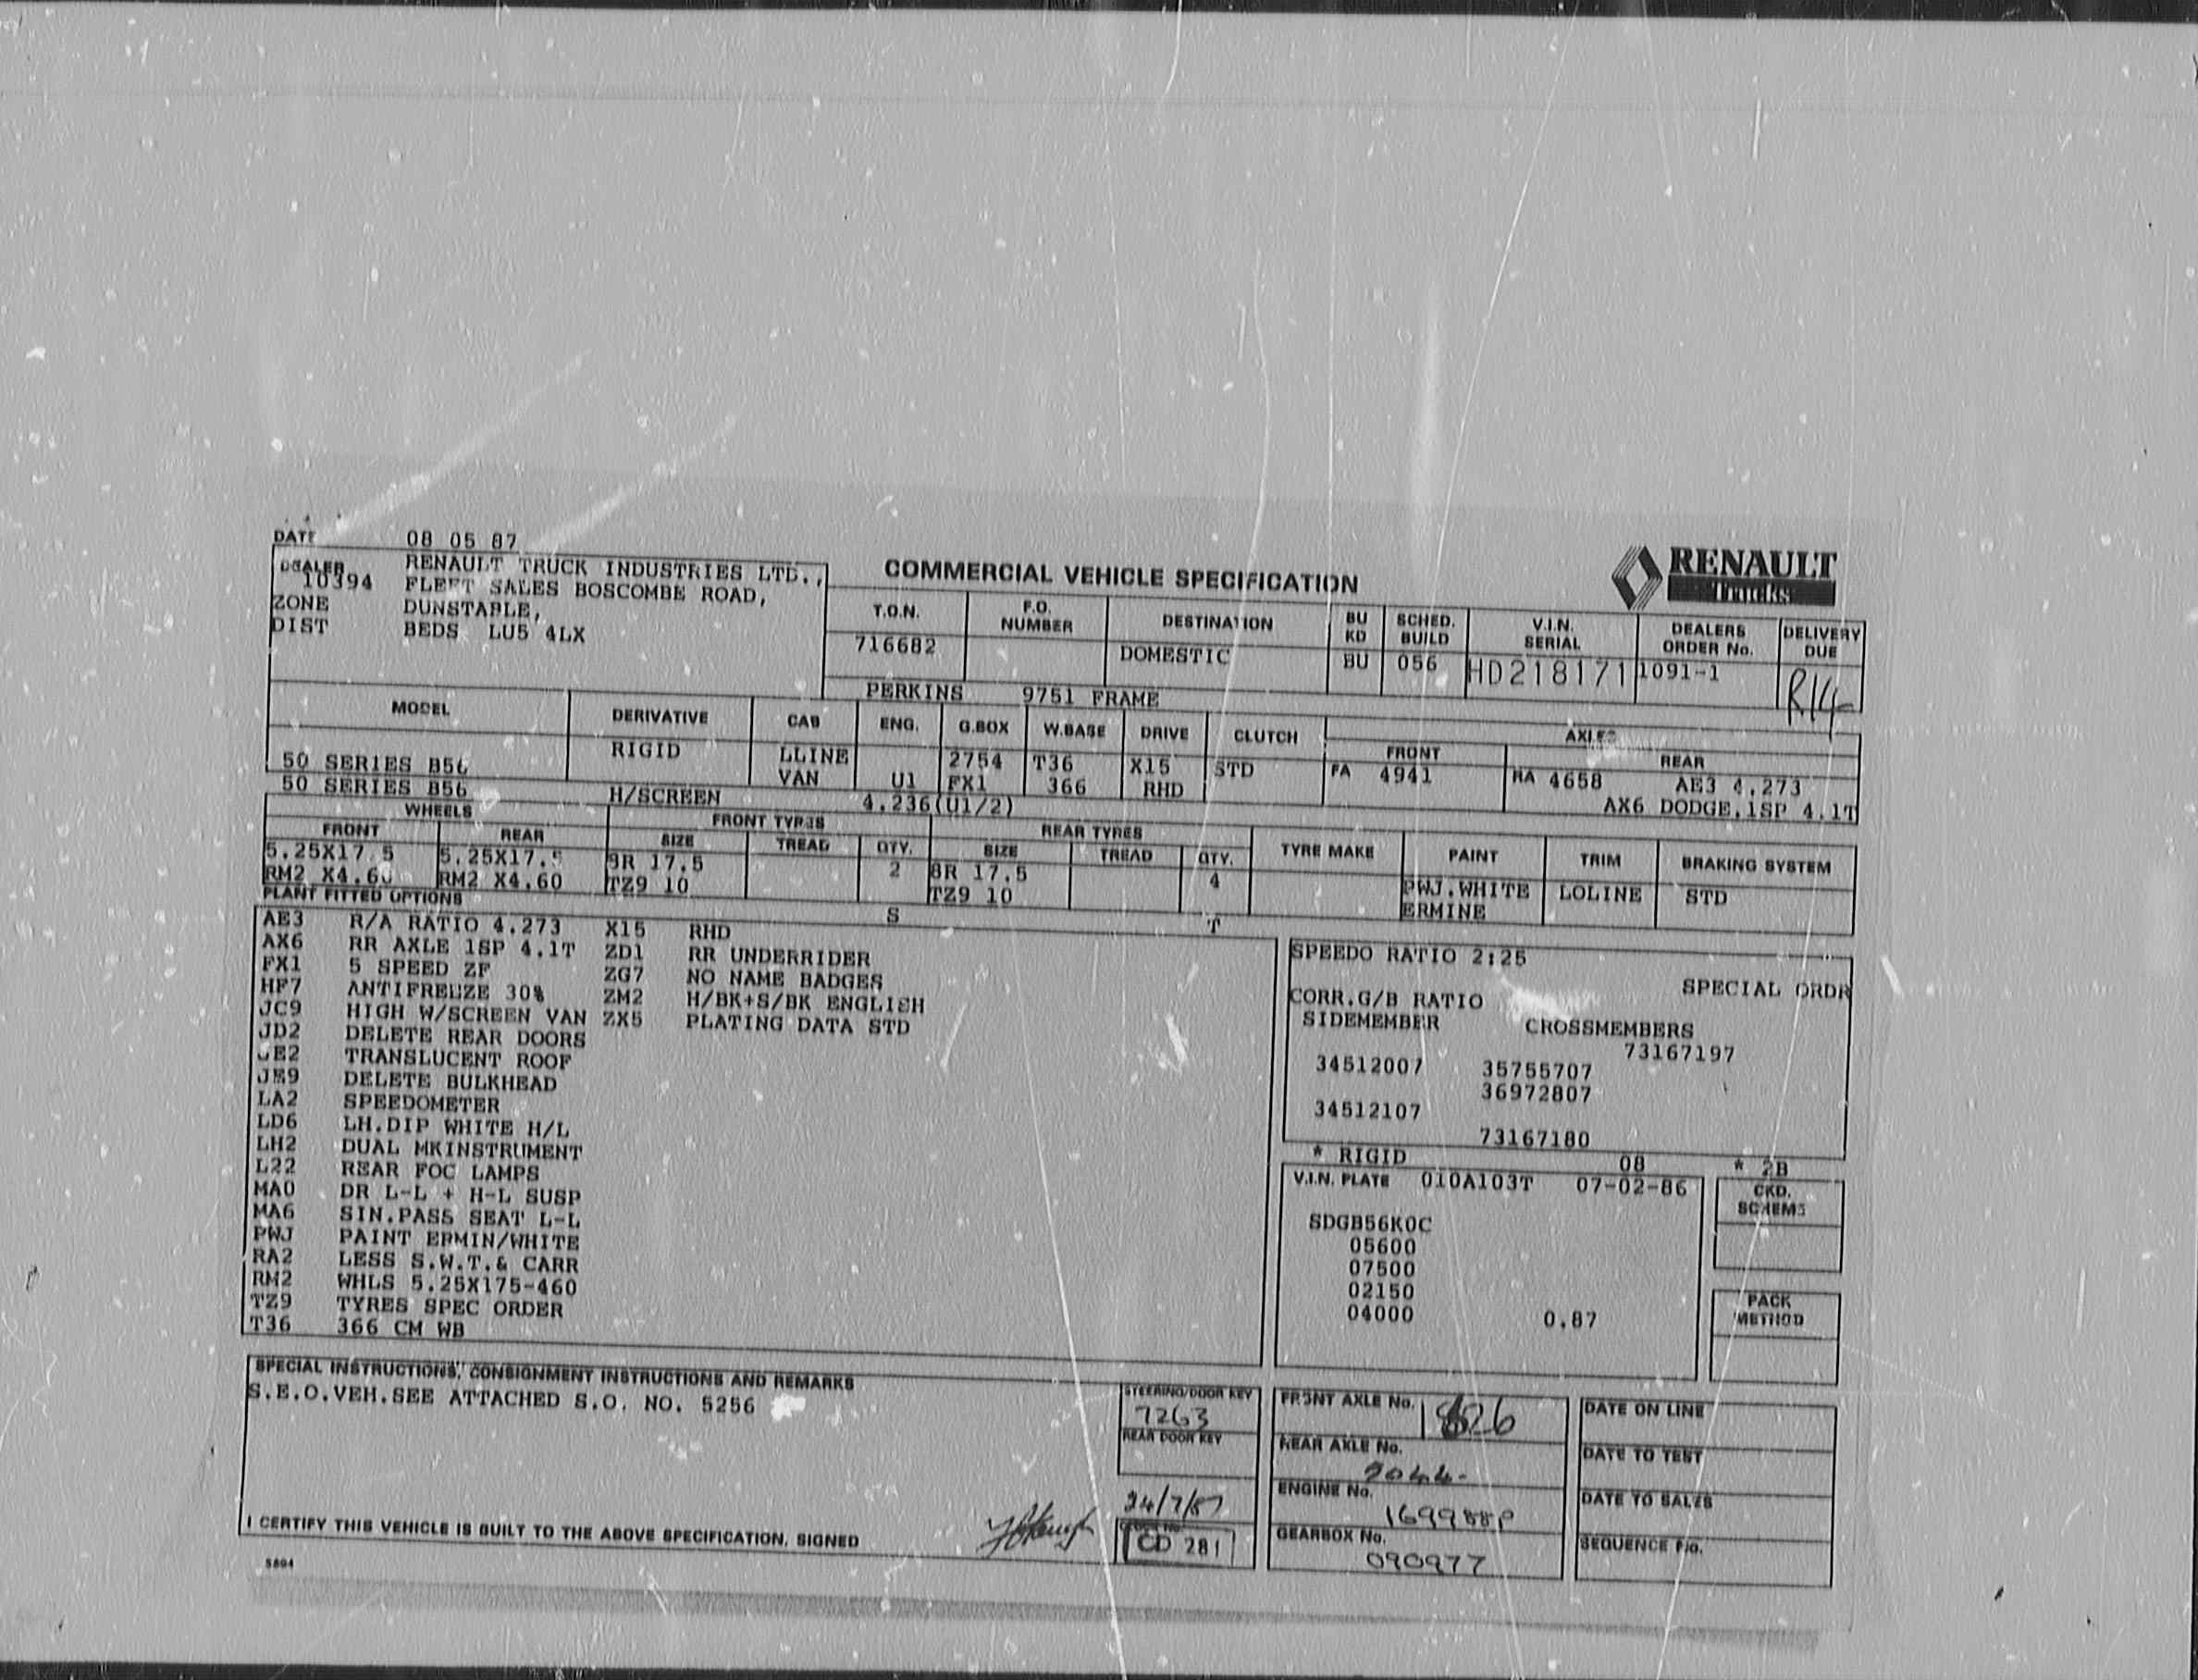 DATE 08 05 87
DEALER 10394 RENAULT TRUCK INDUSTRIES LTD.,
FLEET SALES BOSCOMBE ROAD,
ZONE DUNSTABLE,
DIST BEDS LU5 4LX
COMMERCIAL VEHICLE SPECIFICATION
RENAULT
Trucks
T.O.N. F.O. NUMBER DESTINATION BU KD SCHED. BUILD V.I.N. SERIAL DEALERS ORDER No. DELIVERY DUE
716682 DOMESTIC BU 056 HD218171 1091-1
PERKINS 9751 FRAME
MODEL DERIVATIVE CAB ENG. G.BOX W.BASE DRIVE CLUTCH AXLES
FRONT REAR
50 SERIES B56 RIGID LLINE 2754 T36 X15 STD FA 4941 RA 4658 AE3 4.273
50 SERIES B56 VAN U1 FX1 366 RHD AX6 DODGE,1SP 4.1T
H/SCREEN 4.236(U1/2)
WHEELS FRONT TYRES REAR TYRES
FRONT REAR SIZE TREAD QTY. SIZE TREAD QTY. TYRE MAKE PAINT TRIM BRAKING SYSTEM
5.25X17.5 5.25X17.5 8R 17.5 2 8R 17.5 4 PWJ.WHITE LOLINE STD
RM2 X4.60 RM2 X4.60 TZ9 10 TZ9 10 ERMINE
PLANT FITTED OPTIONS S T
AE3 R/A RATIO 4.273 X15 RHD
AX6 RR AXLE 1SP 4.1T ZD1 RR UNDERRIDER
FX1 5 SPEED ZF ZG7 NO NAME BADGES
HF7 ANTIFREEZE 30% ZM2 H/BK+S/BK ENGLISH
JC9 HIGH W/SCREEN VAN ZX5 PLATING DATA STD
JD2 DELETE REAR DOORS
JE2 TRANSLUCENT ROOF
JE9 DELETE BULKHEAD
LA2 SPEEDOMETER
LD6 LH.DIP WHITE H/L
LH2 DUAL MKINSTRUMENT
L22 REAR FOC LAMPS
MA0 DR L-L + H-L SUSP
MA6 SIN.PASS SEAT L-L
PWJ PAINT ERMIN/WHITE
RA2 LESS S.W.T.& CARR
RM2 WHLS 5.25X175-460
TZ9 TYRES SPEC ORDER
T36 366 CM WB
SPEEDO RATIO 2:25
SPECIAL ORDR
CORR.G/B RATIO
SIDEMEMBER CROSSMEMBERS
73167197
34512007 35755707
36972807
34512107
73167180
* RIGID 08 * 2B
V.I.N. PLATE 010A103T 07-02-86
SDGB56K0C
05600
07500
02150
04000 0.87
CKD. SCHEME
PACK METHOD
SPECIAL INSTRUCTIONS, CONSIGNMENT INSTRUCTIONS AND REMARKS
S.E.O.VEH.SEE ATTACHED S.O. NO. 5256
STEERING/DOOR KEY
7263
REAR DOOR KEY
24/7/87
CD 281
FRONT AXLE No.
REAR AXLE No.
2044-
ENGINE No.
169988P
GEARBOX No.
090977
DATE ON LINE
DATE TO TEST
DATE TO SALES
SEQUENCE No.
I CERTIFY THIS VEHICLE IS BUILT TO THE ABOVE SPECIFICATION. SIGNED
5804